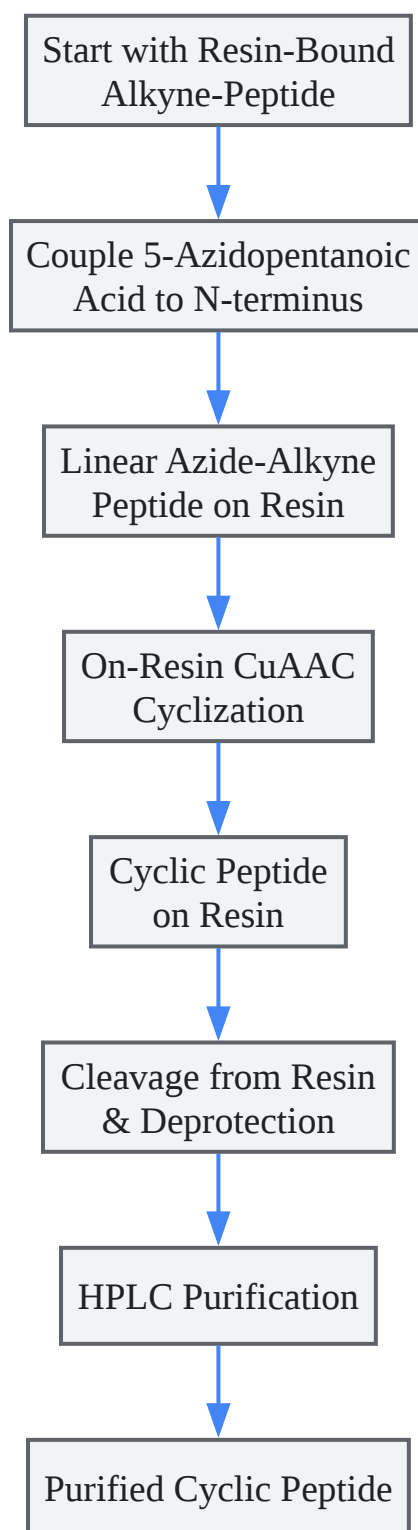 Start with Resin-Bound
Alkyne-Peptide
Couple 5-Azidopentanoic
Acid to N-terminus
Linear Azide-Alkyne
Peptide on Resin
On-Resin CuAAC
Cyclization
Cyclic Peptide
on Resin
Cleavage from Resin
& Deprotection
HPLC Purification
Purified Cyclic Peptide